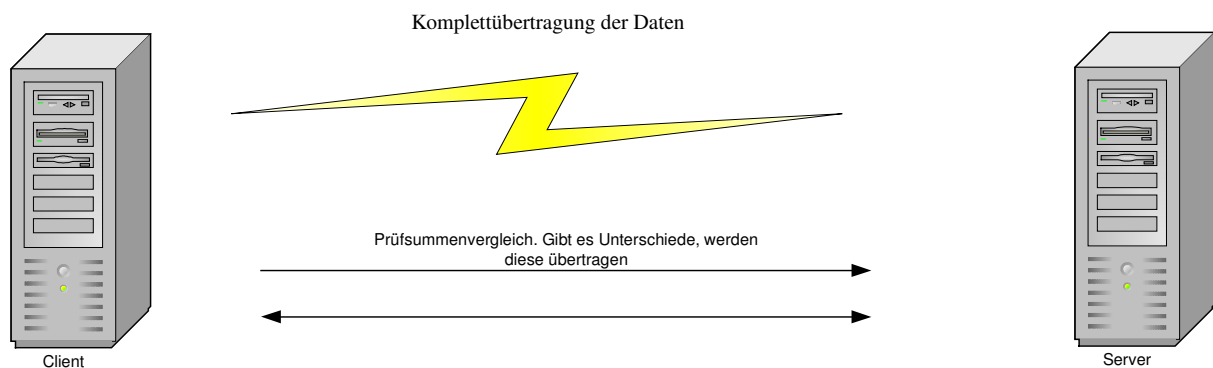 Komplettübertragung der Daten
Prüfsummenvergleich. Gibt es Unterschiede, werden
diese übertragen
Client
Server